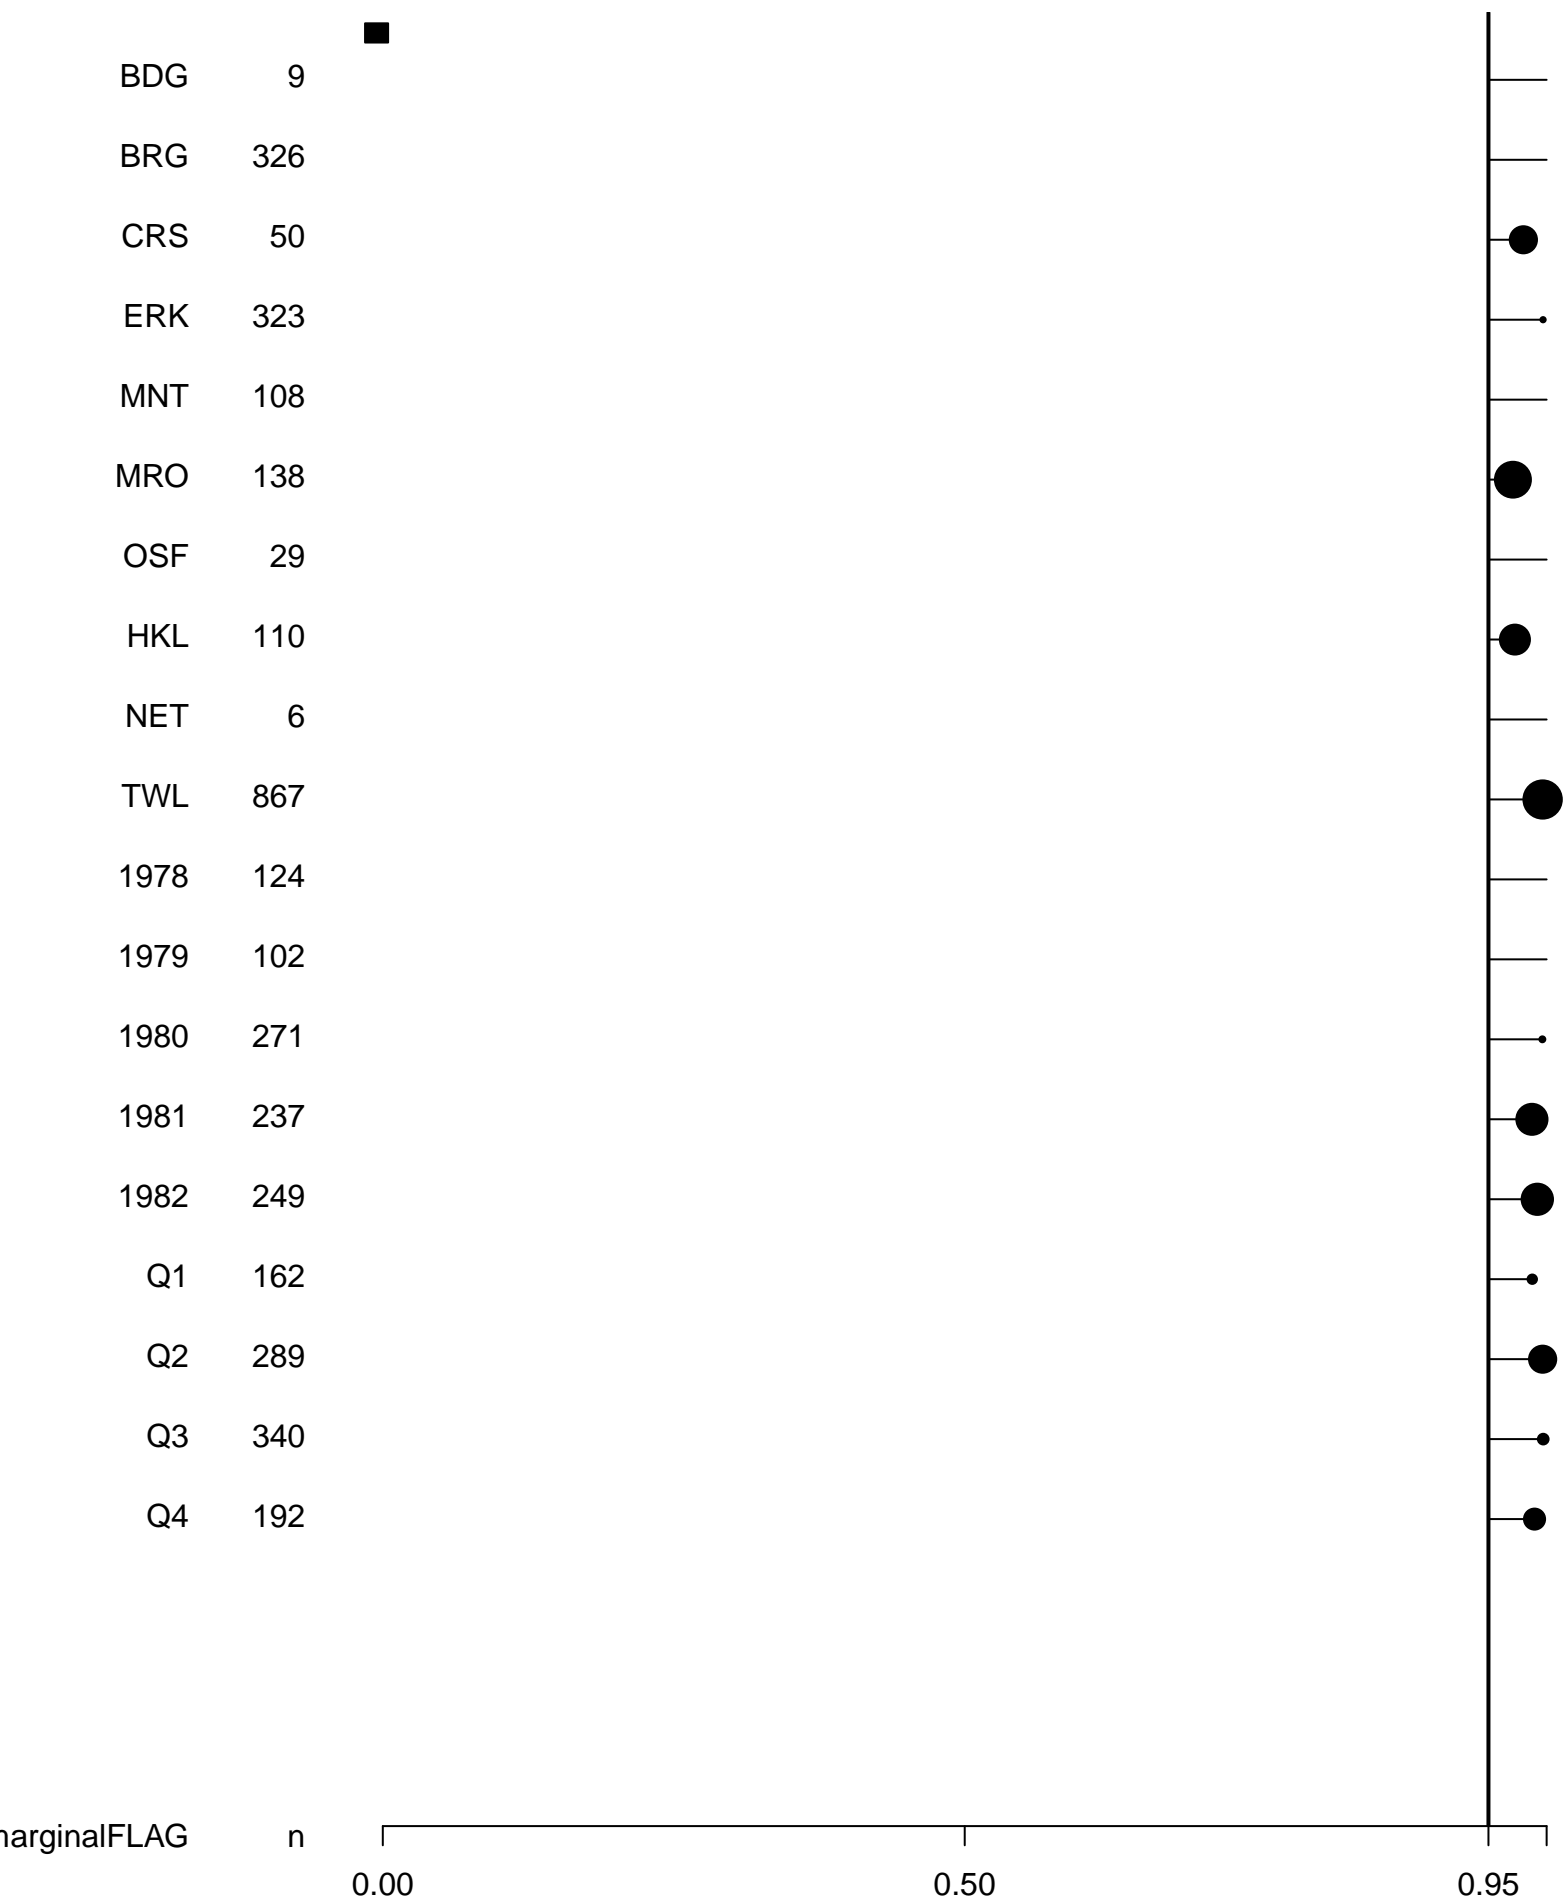 BDG 9
BRG 326
CRS 50
ERK 323
MNT 108
MRO 138
OSF 29
HKL 110
NET 6
TWL 867
1978 124
1979 102
1980 271
1981 237
1982 249
Q1 162
Q2 289
Q3 340
Q4 192
arginalFLAG n
0.00 0.50 0.95